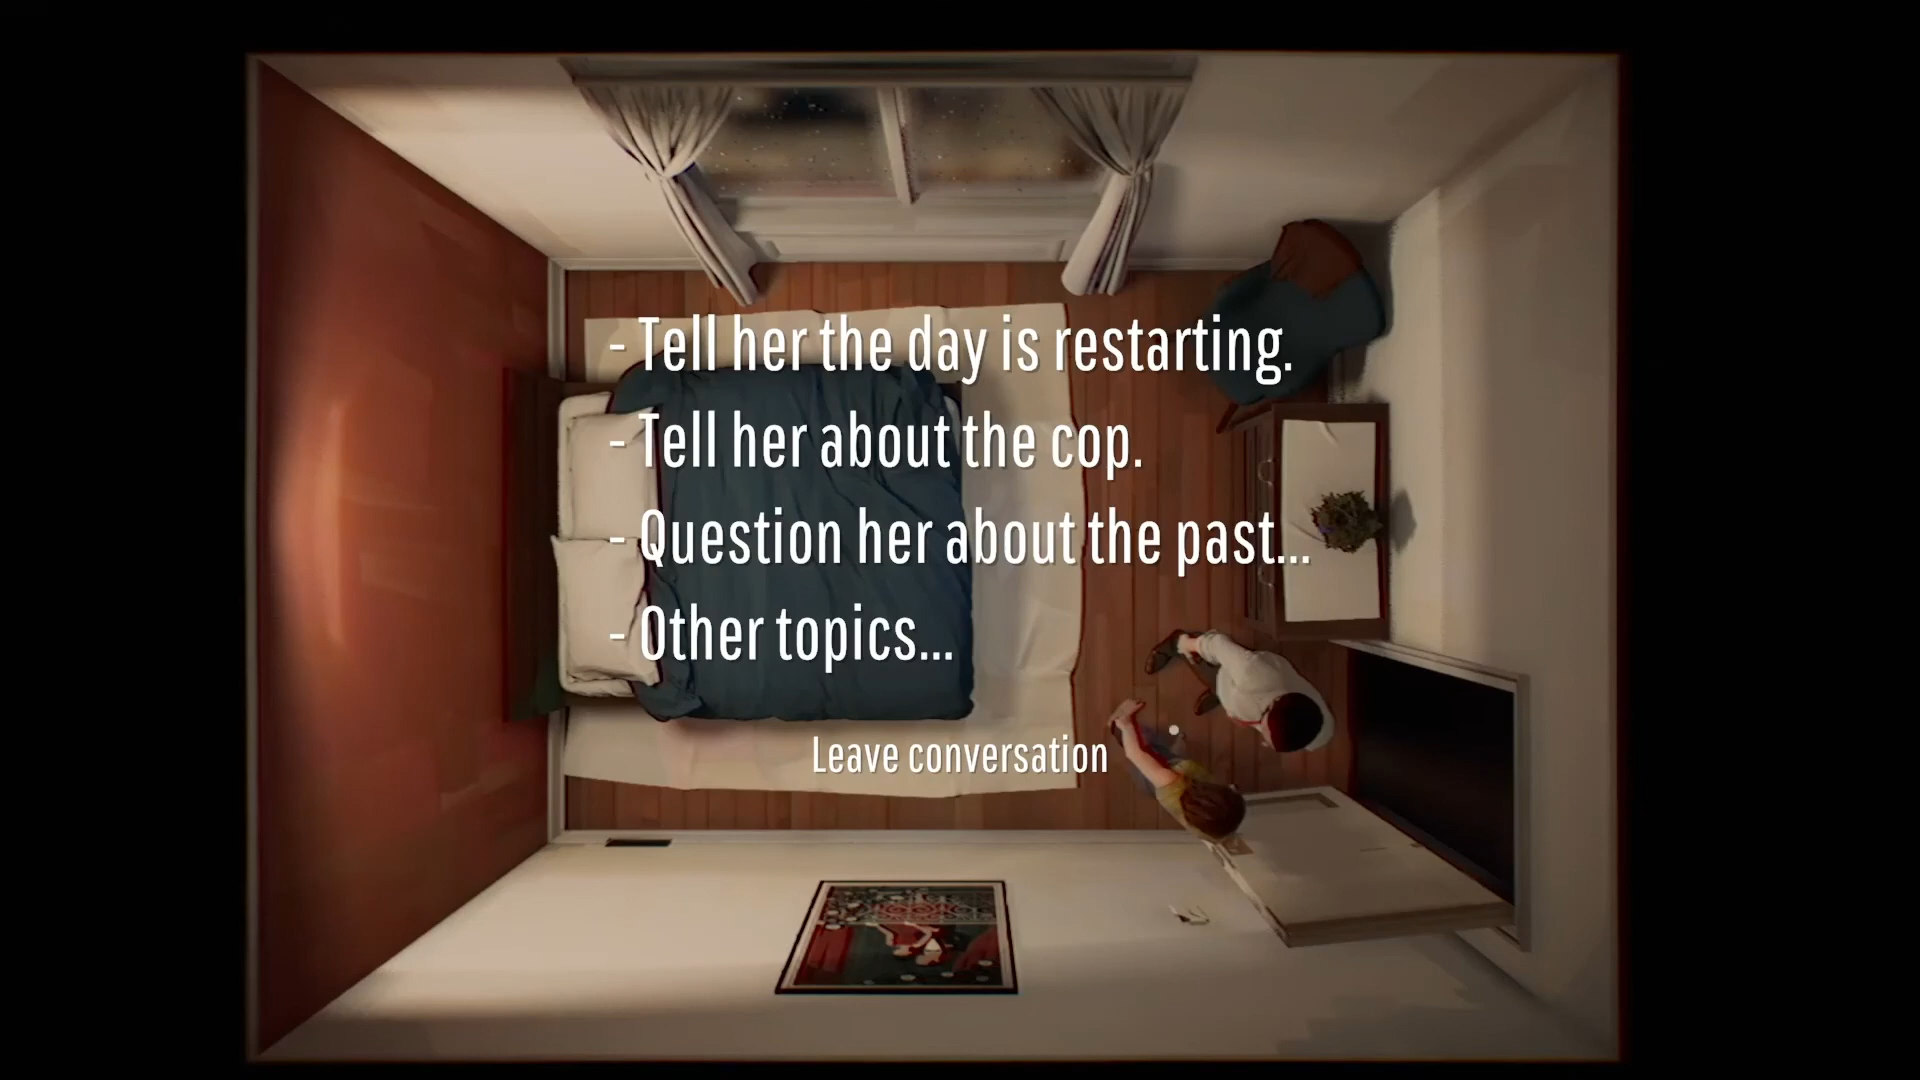 - Tell her the day is restarting.
- Tell her about the cop.
- Question her about the past...
- Other topics...
Leave conversation